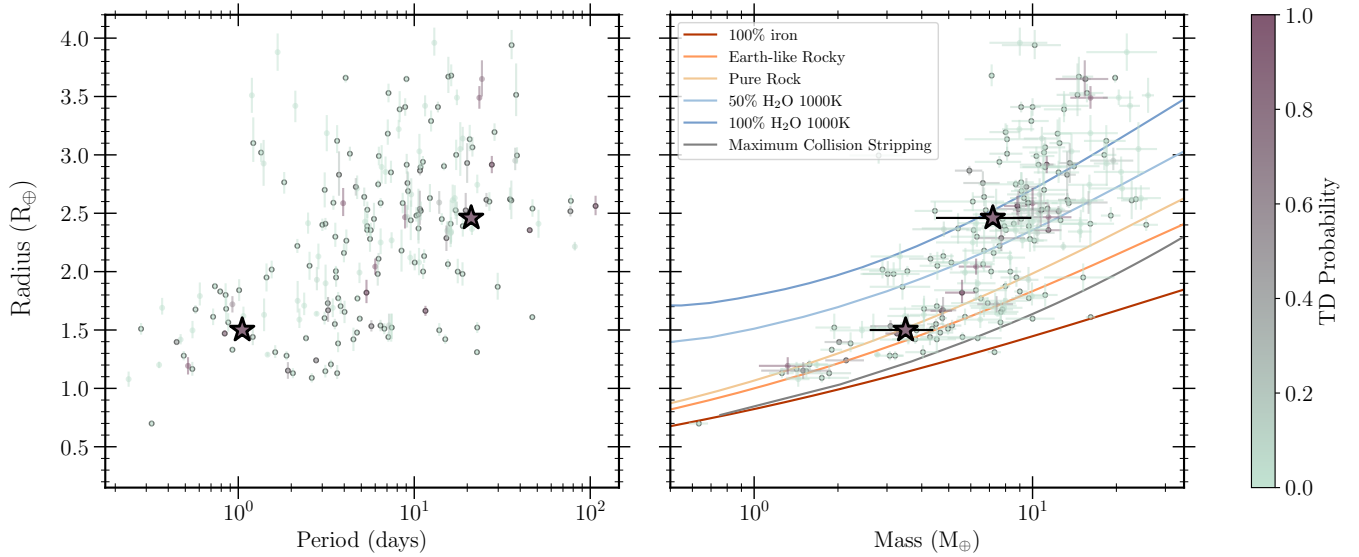 4.0
3.5
3.0
2.5
2.0
1.5
1.0
0.5
Radius (R⊕)
10⁰
10¹
10²
Period (days)
100% iron
Earth-like Rocky
Pure Rock
50% H₂O 1000K
100% H₂O 1000K
Maximum Collision Stripping
10⁰
10¹
Mass (M⊕)
1.0
0.8
0.6
0.4
0.2
0.0
TD Probability